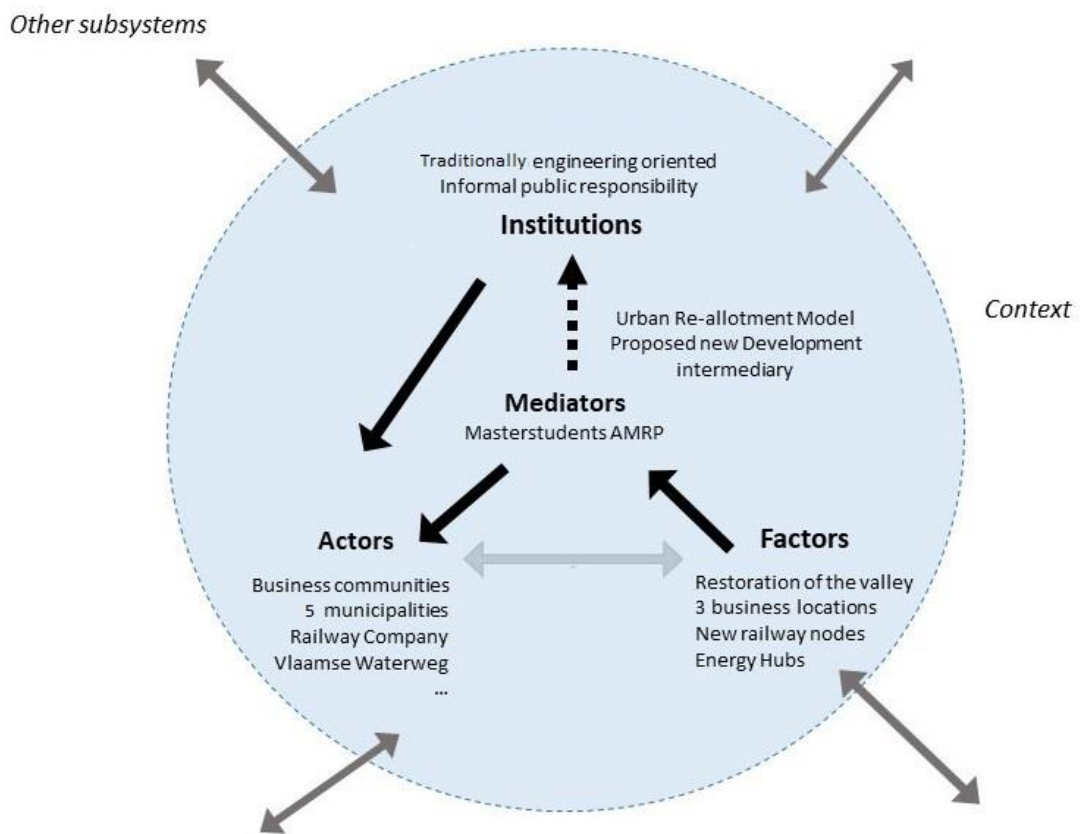 Other subsystems
Traditionally engineering oriented
Informal public responsibility
Institutions
Context
Urban Re-allotment Model
Proposed new Development
intermediary
Mediators
Masterstudents AMRP
Actors
Business communities
5 municipalities
Railway Company
Vlaamse Waterweg
...
Factors
Restoration of the valley
3 business locations
New railway nodes
Energy Hubs